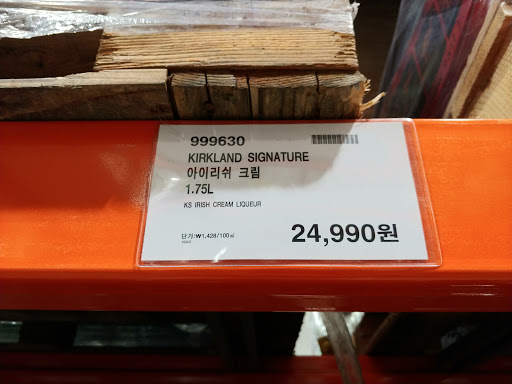 999630
KIRKLAND SIGNATURE
아이리쉬 크림
1.75L
KS IRISH CREAM LIQUEUR
단가:₩1,428/100㎖
24,990원